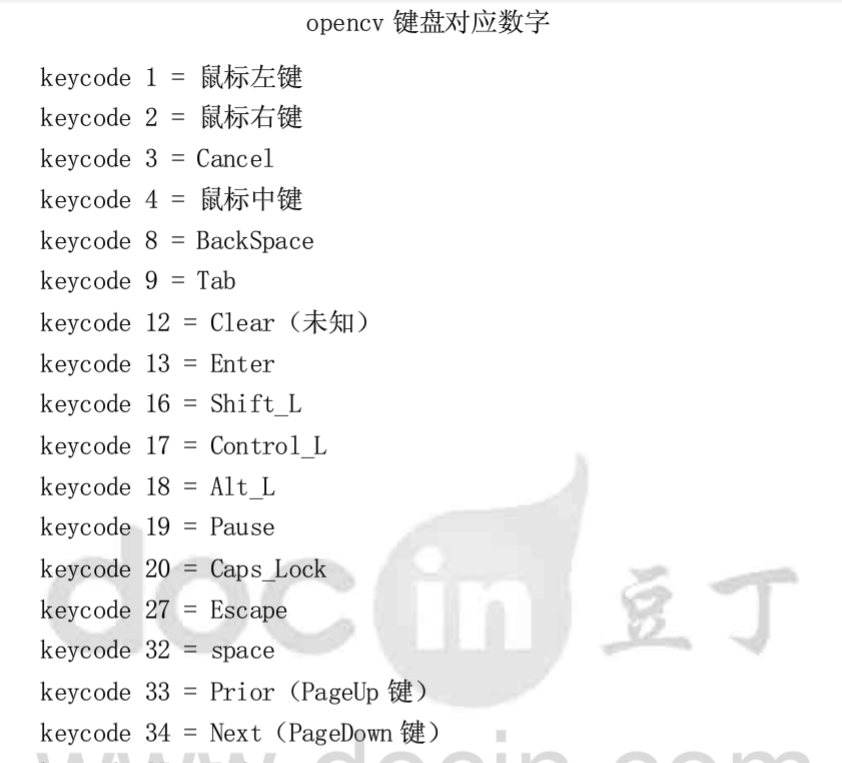 opencv 键盘对应数字
keycode 1 = 鼠标左键
keycode 2 = 鼠标右键
keycode 3 = Cancel
keycode 4 = 鼠标中键
keycode 8 = BackSpace
keycode 9 = Tab
keycode 12 = Clear（未知）
keycode 13 = Enter
keycode 16 = Shift_L
keycode 17 = Control_L
keycode 18 = Alt_L
keycode 19 = Pause
keycode 20 = Caps_Lock
keycode 27 = Escape
keycode 32 = space
keycode 33 = Prior（PageUp 键）
keycode 34 = Next（PageDown 键）
docin 豆丁
www.docin.com